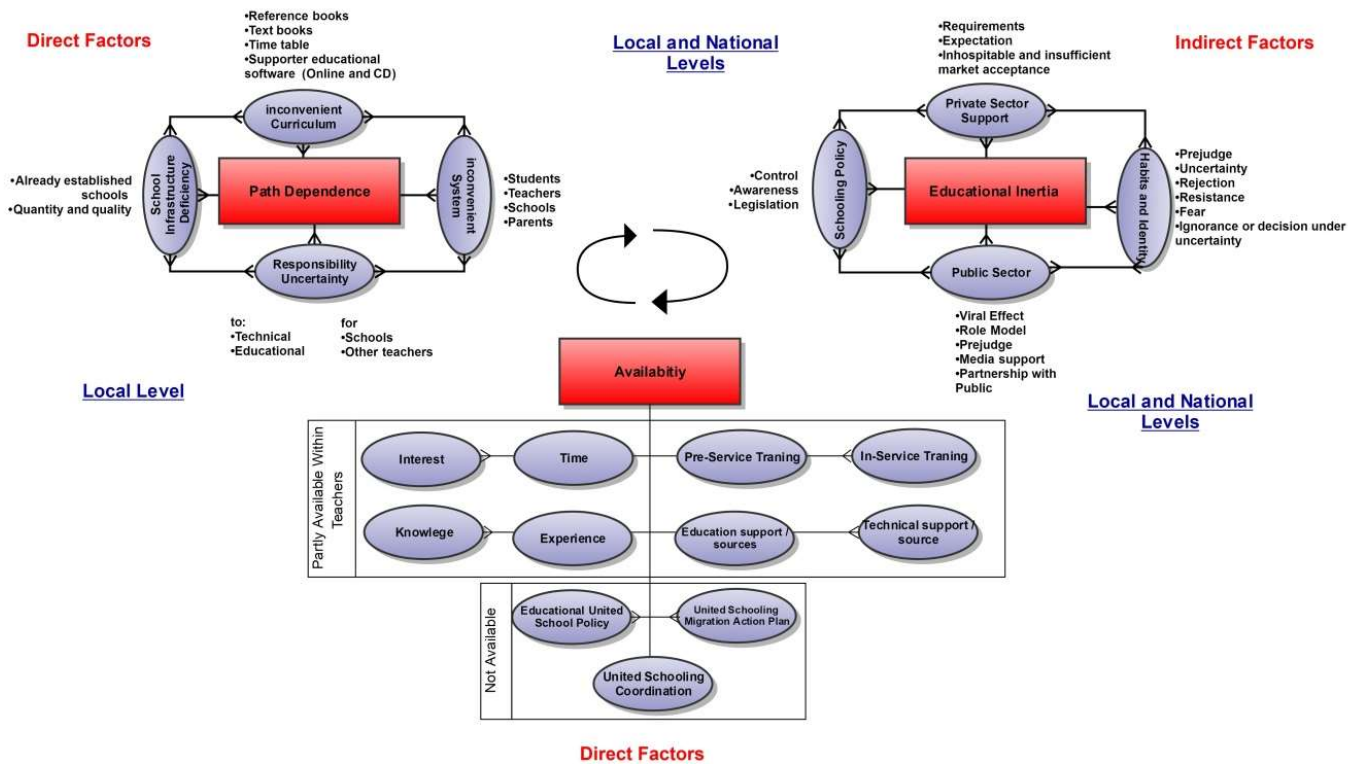 Direct Factors
•Reference books
•Text books
•Time table
•Supporter educational
software (Online and CD)
Local and National
Levels
•Requirements
•Expectation
•Inhospitable and insufficient
market acceptance
Indirect Factors
inconvenient
Curriculum
School
Infrastructure
Deficiency
Path Dependence
inconvenient
System
Responsibility
Uncertainty
•Already established
schools
•Quantity and quality
•Students
•Teachers
•Schools
•Parents
to:
•Technical
•Educational
for
•Schools
•Other teachers
Local Level
Private Sector
Support
Schooling Policy
Educational Inertia
Habits and Identity
Public Sector
•Control
•Awareness
•Legislation
•Prejudge
•Uncertainty
•Rejection
•Resistance
•Fear
•Ignorance or decision under
uncertainty
•Viral Effect
•Role Model
•Prejudge
•Media support
•Partnership with
Public
Local and National
Levels
Availabitiy
Partly Available Within
Teachers
Interest
Time
Pre-Service Traning
In-Service Traning
Knowlege
Experience
Education support /
sources
Technical support /
source
Not Available
Educational United
School Policy
United Schooling
Migration Action Plan
United Schooling
Coordination
Direct Factors